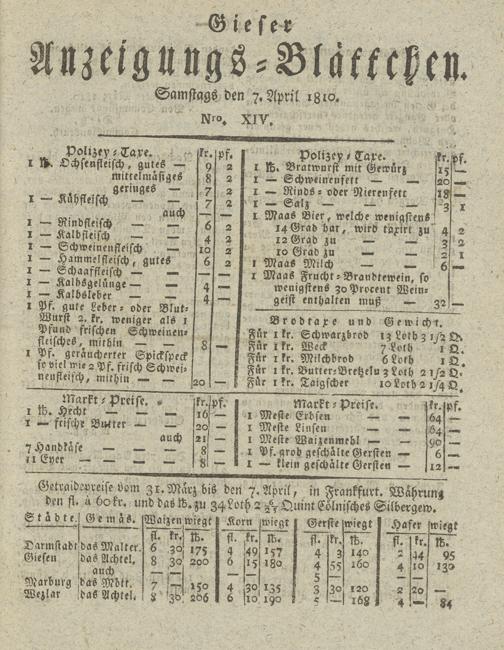 Gieser
Anzeigungs-Blättchen.
Samstags den 7. April 1810.
Nro. XIV.
Polizey-Taxe. kr. pf.
1 ℔. Ochsenfleisch, gutes — 9 2
mittelmäsiges 8 2
geringes — 7 2
1 — Kühfleisch — 7 2
auch — — —
1 — Rindfleisch — 6 2
1 — Kalbfleisch — 4 2
1 — Schweinenfleisch — 10 2
1 — Hammelfleisch, gutes 6 2
1 — Schaaffleisch — — —
1 — Kalbsgelünge — — 4
1 — Kalbsleber — — 4
1 Pf. gute Leber- oder Blut-
Wurst 2. kr. weniger als 1
Pfund frischen Schweinen-
fleisches, mithin — 8 —
1 Pf. geräucherter Spickspeck
so viel wie 2 Pf. frisch Schwei-
nenfleisch, mithin — — 20 —
Polizey-Taxe. kr. pf.
1 ℔. Bratwurst mit Gewürz 15 —
1 — Schweinenfett — — 20 —
1 — Rinds- oder Nierenfett 18 —
1 — Salz — — — 3 1
1 Maas Bier, welche wenigstens
14 Grad hat, wird taxirt zu 4 2
12 Grad zu — — 3 2
10 Grad zu — — 2 1
1 Maas Milch — — 6 —
1 Maas Frucht-Brandtewein, so
wenigstens 30 Procent Wein-
geist enthalten muß — 32 —
Brodtaxe und Gewicht.
Für 1 kr. Schwarzbrod 13 Loth 3 1/2 Q.
Für 1 kr. Weck 7 Loth 1 Q.
Für 1 kr. Milchbrod 6 Loth 1 Q.
Für 1 kr. Butter-Bretzeln 3 Loth 2 1/2 Q.
Für 1 kr. Taigscher 10 Loth 2 1/4 Q.
Markt-Preise. kr. pf.
1 ℔. Hecht — — 16 —
1 — frische Butter — 20 —
auch 21 —
7 Handkäse — — 8 —
11 Eyer — — — 8 —
Markt-Preise. kr. pf.
1 Meste Erbsen — — 64 —
1 Meste Linsen — — 64 —
1 Meste Waizenmehl — — 90 —
1 Pf. grob geschälte Gersten — 6 —
1 — klein geschälte Gersten — 12 —
Getraidepreise vom 31. März bis den 7. April, in Frankfurt. Währung
den fl. à 60 kr. und das ℔. zu 34 Loth 2 Quint Cölnisches Silbergew.
Städte. Gemäs. Waizen wiegt Korn wiegt Gerste wiegt Hafer wiegt
fl. kr. ℔. fl. kr. ℔. fl. kr. ℔. fl. kr. ℔.
Darmstadt das Malter. 6 30 175 4 49 157 4 3 140 2 44 95
Giesen das Achtel. 8 30 200 6 15 180 4 55 160 4 10 130
auch — — — 5 — — —
Marburg das Mött. 7 — 150 4 30 135 3 30 120 2 20 —
Wezlar das Achtel. 8 30 206 6 10 190 5 — 168 4 — 84